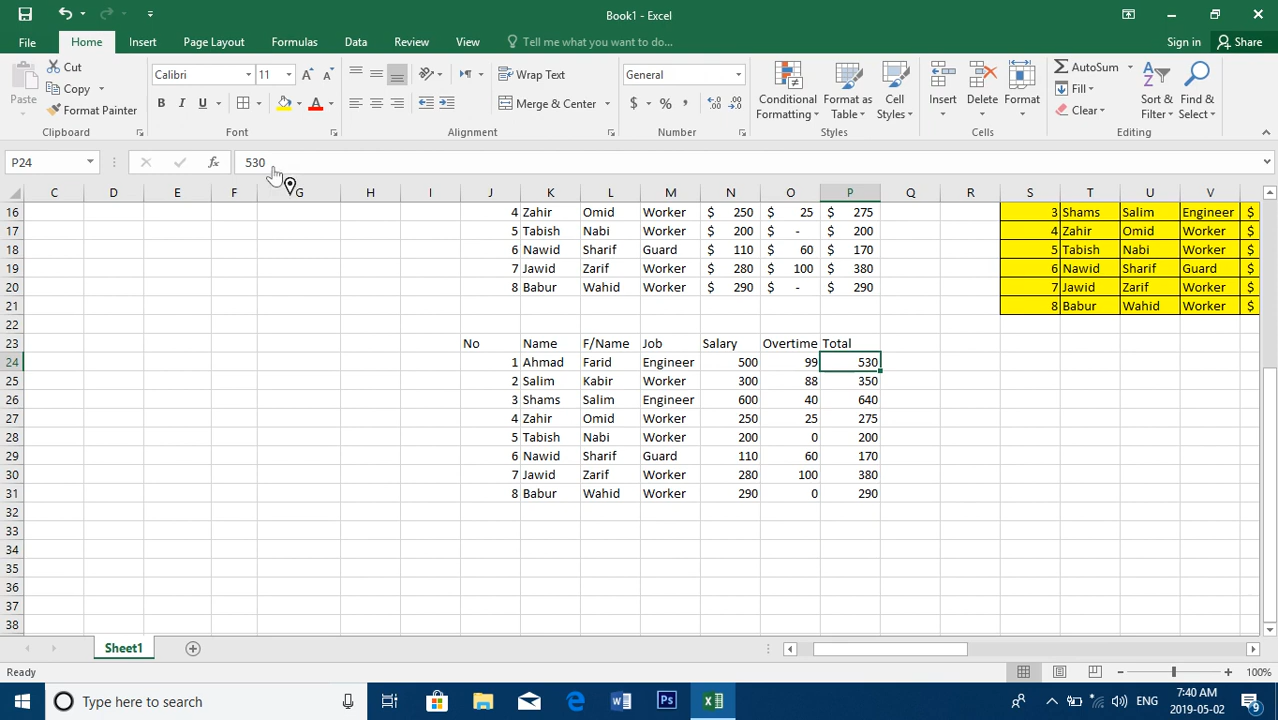 Book1 - Excel
File Home Insert Page Layout Formulas Data Review View Tell me what you want to do... Sign in Share
Paste Cut Copy Format Painter
Calibri 11
B I U A
Wrap Text
Merge & Center
General
$ % ,
Conditional Formatting Format as Table Cell Styles
Insert Delete Format
AutoSum Fill Clear
Sort & Filter Find & Select
Clipboard Font Alignment Number Styles Cells Editing
P24 fx 530
C D E F G H I J K L M N O P Q R S T U V
16 4 Zahir Omid Worker $ 250 $ 25 $ 275 3 Shams Salim Engineer $
17 5 Tabish Nabi Worker $ 200 $ - $ 200 4 Zahir Omid Worker $
18 6 Nawid Sharif Guard $ 110 $ 60 $ 170 5 Tabish Nabi Worker $
19 7 Jawid Zarif Worker $ 280 $ 100 $ 380 6 Nawid Sharif Guard $
20 8 Babur Wahid Worker $ 290 $ - $ 290 7 Jawid Zarif Worker $
21 8 Babur Wahid Worker $
22
23 No Name F/Name Job Salary Overtime Total
24 1 Ahmad Farid Engineer 500 99 530
25 2 Salim Kabir Worker 300 88 350
26 3 Shams Salim Engineer 600 40 640
27 4 Zahir Omid Worker 250 25 275
28 5 Tabish Nabi Worker 200 0 200
29 6 Nawid Sharif Guard 110 60 170
30 7 Jawid Zarif Worker 280 100 380
31 8 Babur Wahid Worker 290 0 290
32
33
34
35
36
37
38
Sheet1
Ready 100%
Type here to search ENG 7:40 AM
2019-05-02 9